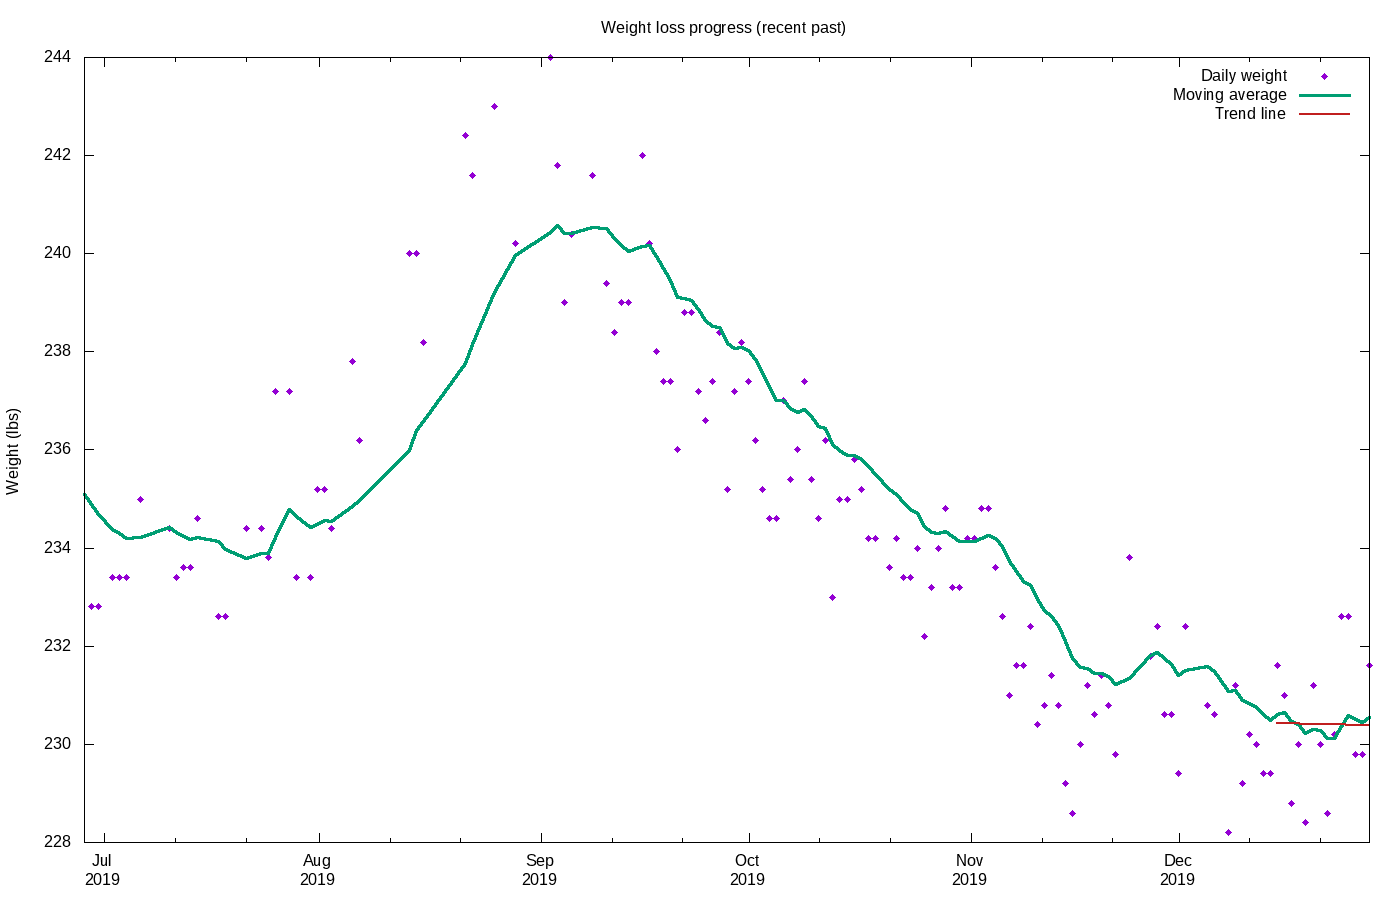 Weight loss progress (recent past)
Daily weight
Moving average
Trend line
244
242
240
238
236
234
232
230
228
Weight (lbs)
Jul Aug Sep Oct Nov Dec
2019 2019 2019 2019 2019 2019